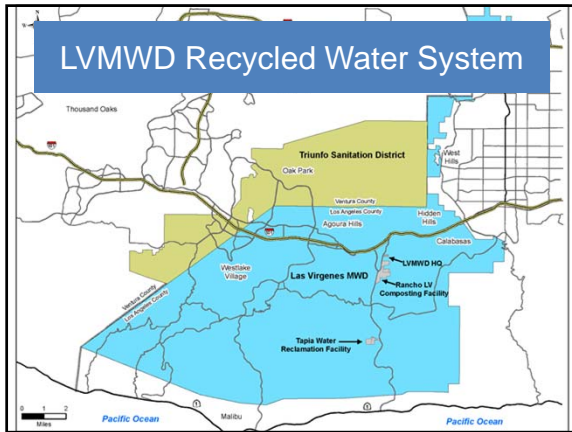 LVMWD Recycled Water System
Thousand Oaks
Triunfo Sanitation District
West
Hills
Oak Park
Ventura County
Los Angeles County
Hidden
Hills
Agoura Hills
Calabasas
Westlake
Village
LVMWD HQ
Las Virgenes MWD
Rancho LV
Composting Facility
Ventura County
Los Angeles County
Tapia Water
Reclamation Facility
0 1 2
Miles
Malibu
1
1
Pacific Ocean
Pacific Ocean